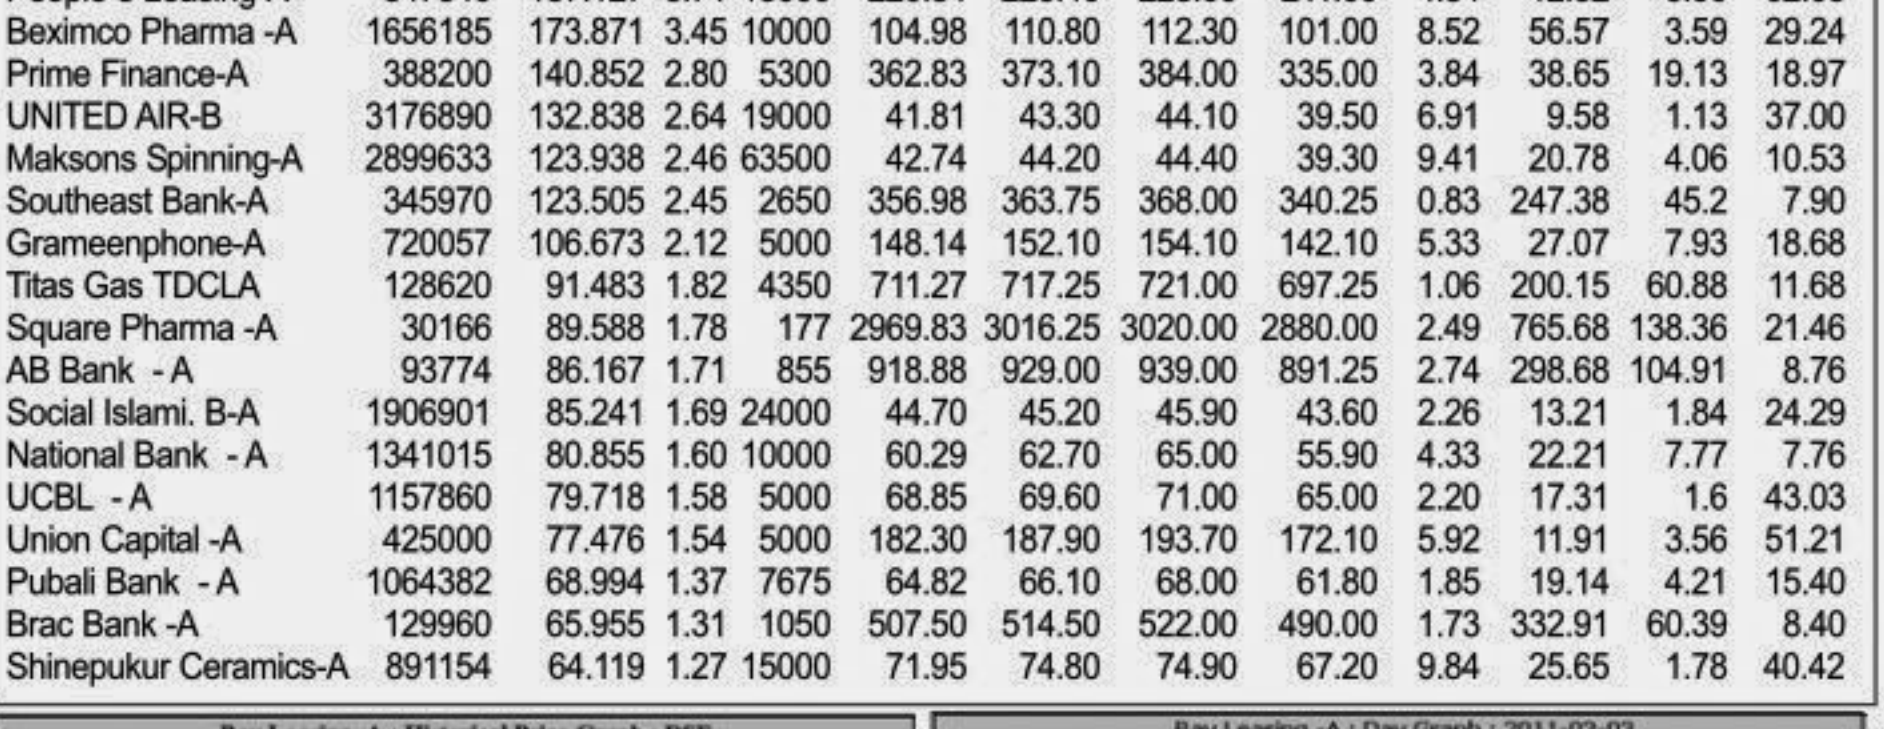 Beximco Pharma -A 1656185 173.871 3.45 10000 104.98 110.80 112.30 101.00 8.52 56.57 3.59 29.24
Prime Finance-A 388200 140.852 2.80 5300 362.83 373.10 384.00 335.00 3.84 38.65 19.13 18.97
UNITED AIR-B 3176890 132.838 2.64 19000 41.81 43.30 44.10 39.50 6.91 9.58 1.13 37.00
Maksons Spinning-A 2899633 123.938 2.46 63500 42.74 44.20 44.40 39.30 9.41 20.78 4.06 10.53
Southeast Bank-A 345970 123.505 2.45 2650 356.98 363.75 368.00 340.25 0.83 247.38 45.2 7.90
Grameenphone-A 720057 106.673 2.12 5000 148.14 152.10 154.10 142.10 5.33 27.07 7.93 18.68
Titas Gas TDCLA 128620 91.483 1.82 4350 711.27 717.25 721.00 697.25 1.06 200.15 60.88 11.68
Square Pharma -A 30166 89.588 1.78 177 2969.83 3016.25 3020.00 2880.00 2.49 765.68 138.36 21.46
AB Bank - A 93774 86.167 1.71 855 918.88 929.00 939.00 891.25 2.74 298.68 104.91 8.76
Social Islami. B-A 1906901 85.241 1.69 24000 44.70 45.20 45.90 43.60 2.26 13.21 1.84 24.29
National Bank - A 1341015 80.855 1.60 10000 60.29 62.70 65.00 55.90 4.33 22.21 7.77 7.76
UCBL - A 1157860 79.718 1.58 5000 68.85 69.60 71.00 65.00 2.20 17.31 1.6 43.03
Union Capital -A 425000 77.476 1.54 5000 182.30 187.90 193.70 172.10 5.92 11.91 3.56 51.21
Pubali Bank - A 1064382 68.994 1.37 7675 64.82 66.10 68.00 61.80 1.85 19.14 4.21 15.40
Brac Bank -A 129960 65.955 1.31 1050 507.50 514.50 522.00 490.00 1.73 332.91 60.39 8.40
Shinepukur Ceramics-A 891154 64.119 1.27 15000 71.95 74.80 74.90 67.20 9.84 25.65 1.78 40.42